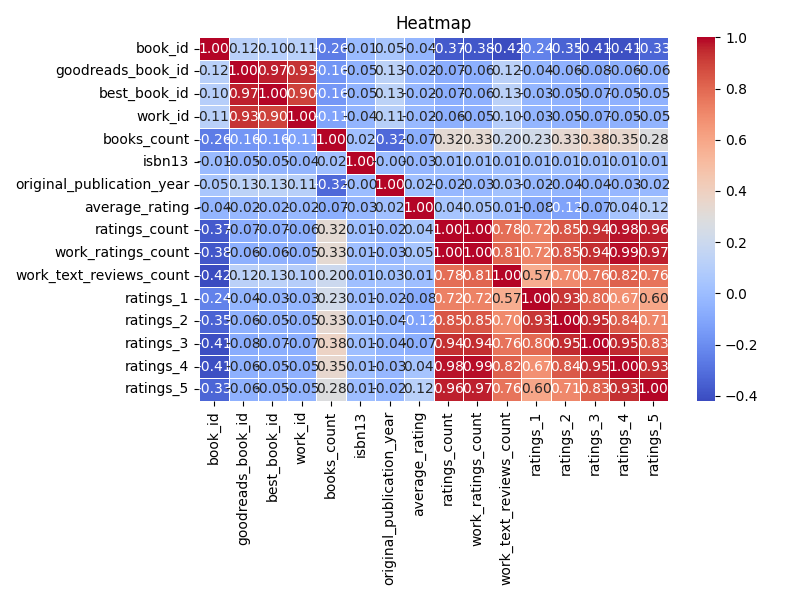 Heatmap
book_id 1.00 0.12 0.10 0.11 -0.26 -0.01 0.05 -0.04 -0.37 -0.38 -0.42 -0.24 -0.35 -0.41 -0.41 -0.33
goodreads_book_id 0.12 1.00 0.97 0.93 -0.16 -0.05 0.13 -0.02 -0.07 -0.06 0.12 -0.04 -0.06 -0.08 -0.06 -0.06
best_book_id 0.10 0.97 1.00 0.90 -0.16 -0.05 0.13 -0.02 -0.07 -0.06 0.13 -0.03 -0.05 -0.07 -0.05 -0.05
work_id 0.11 0.93 0.90 1.00 -0.11 -0.04 0.11 -0.02 -0.06 -0.05 0.10 -0.03 -0.05 -0.07 -0.05 -0.05
books_count -0.26 -0.16 -0.16 -0.11 1.00 0.02 -0.32 -0.07 0.32 0.33 0.20 0.23 0.33 0.38 0.35 0.28
isbn13 -0.01 -0.05 -0.05 -0.04 0.02 1.00 -0.00 -0.03 -0.01 -0.01 -0.01 -0.01 -0.01 -0.01 -0.01 -0.01
original_publication_year 0.05 0.13 0.13 0.11 -0.32 -0.00 1.00 0.02 -0.02 -0.03 0.03 -0.02 -0.02 -0.04 -0.03 -0.02
average_rating -0.04 -0.02 -0.02 -0.02 -0.07 -0.03 0.02 1.00 0.04 0.05 0.01 -0.08 -0.12 -0.07 0.04 0.12
ratings_count -0.37 -0.07 -0.07 -0.06 0.32 -0.01 -0.02 0.04 1.00 1.00 0.78 0.72 0.85 0.94 0.98 0.96
work_ratings_count -0.38 -0.06 -0.06 -0.05 0.33 -0.01 -0.03 0.05 1.00 1.00 0.81 0.72 0.85 0.94 0.99 0.97
work_text_reviews_count -0.42 0.12 0.13 0.10 0.20 -0.01 0.03 0.01 0.78 0.81 1.00 0.57 0.70 0.76 0.82 0.76
ratings_1 -0.24 -0.04 -0.03 -0.03 0.23 -0.01 -0.02 -0.08 0.72 0.72 0.57 1.00 0.93 0.80 0.67 0.60
ratings_2 -0.35 -0.06 -0.05 -0.05 0.33 -0.01 -0.04 -0.12 0.85 0.85 0.70 0.93 1.00 0.95 0.84 0.71
ratings_3 -0.41 -0.08 -0.07 -0.07 0.38 -0.01 -0.04 -0.07 0.94 0.94 0.76 0.80 0.95 1.00 0.95 0.83
ratings_4 -0.41 -0.06 -0.05 -0.05 0.35 -0.01 -0.03 0.04 0.98 0.99 0.82 0.67 0.84 0.95 1.00 0.93
ratings_5 -0.33 -0.06 -0.05 -0.05 0.28 -0.01 -0.02 0.12 0.96 0.97 0.76 0.60 0.71 0.83 0.93 1.00
book_id
goodreads_book_id
best_book_id
work_id
books_count
isbn13
original_publication_year
average_rating
ratings_count
work_ratings_count
work_text_reviews_count
ratings_1
ratings_2
ratings_3
ratings_4
ratings_5
1.0
0.8
0.6
0.4
0.2
0.0
−0.2
−0.4